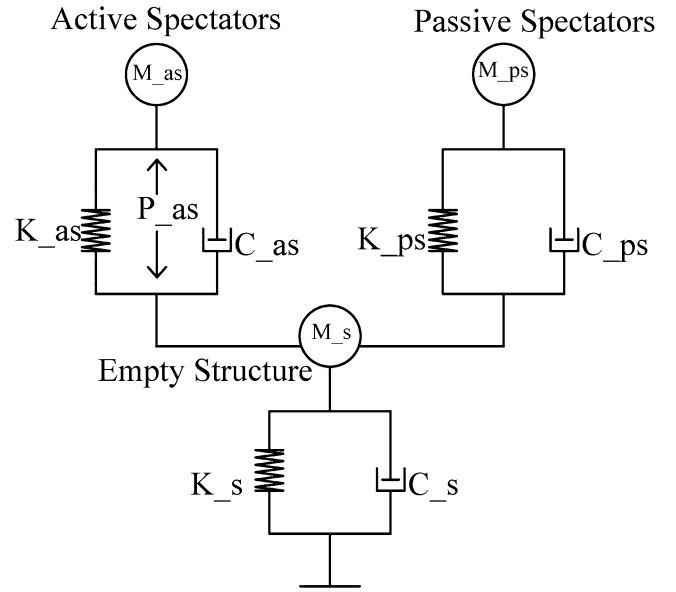 Active Spectators
Passive Spectators
M_as
M_ps
P_as
K_as
C_as
K_ps
C_ps
M_s
Empty Structure
K_s
C_s